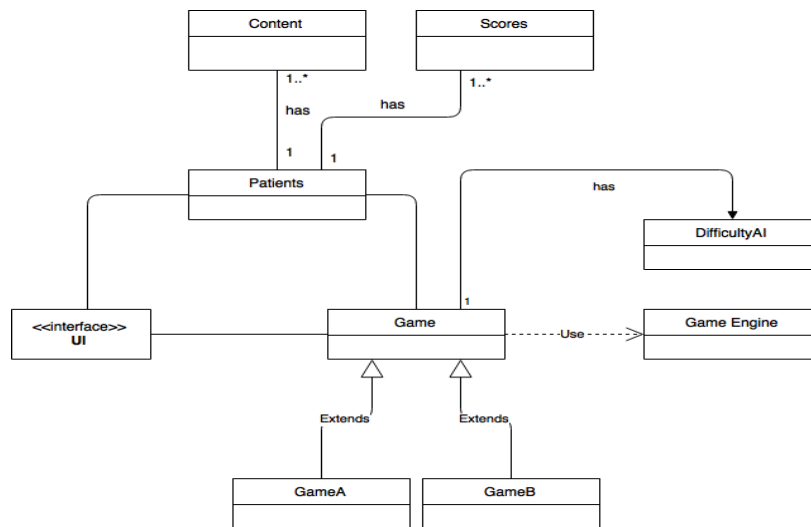 Content
Scores
1..*
1..*
has
has
1
1
Patients
has
DifficultyAI
1
<<interface>>
UI
Game
Use
Game Engine
Extends
Extends
GameA
GameB